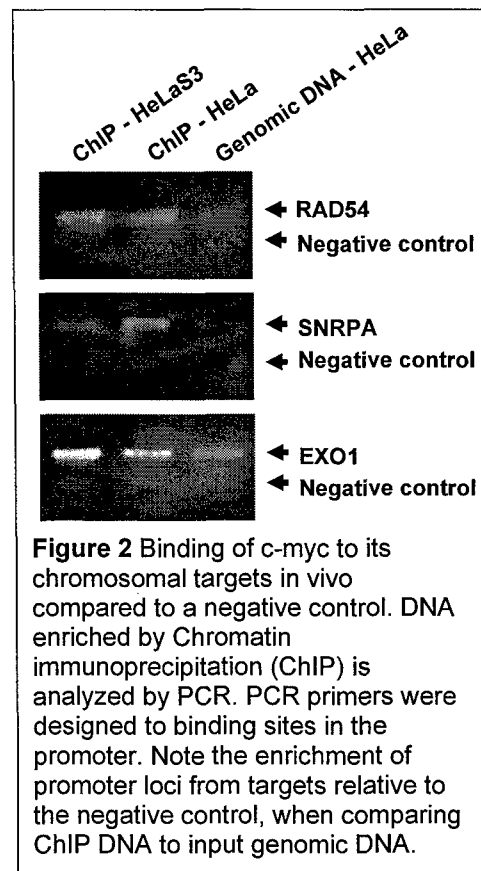 ChIP - HeLaS3
ChIP - HeLa
Genomic DNA - HeLa
RAD54
Negative control
SNRPA
Negative control
EXO1
Negative control
Figure 2 Binding of c-myc to its
chromosomal targets in vivo
compared to a negative control. DNA
enriched by Chromatin
immunoprecipitation (ChIP) is
analyzed by PCR. PCR primers were
designed to binding sites in the
promoter. Note the enrichment of
promoter loci from targets relative to
the negative control, when comparing
ChIP DNA to input genomic DNA.